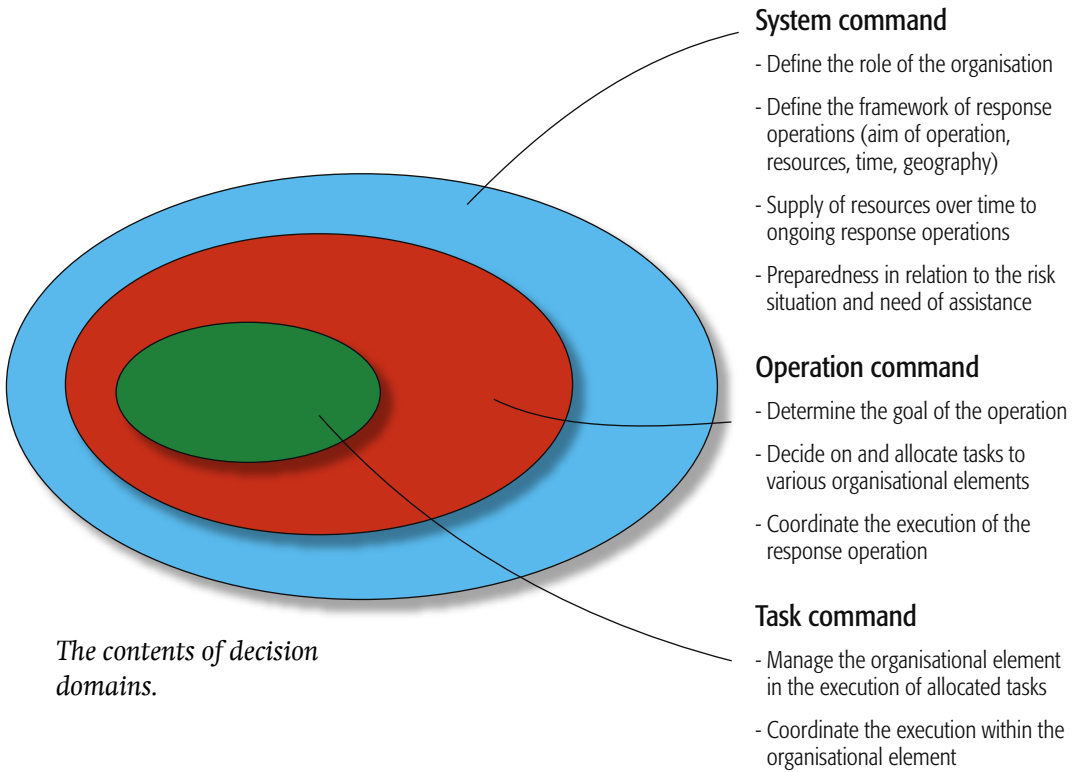 System command
- Define the role of the organisation
- Define the framework of response
operations (aim of operation,
resources, time, geography)
- Supply of resources over time to
ongoing response operations
- Preparedness in relation to the risk
situation and need of assistance
Operation command
- Determine the goal of the operation
- Decide on and allocate tasks to
various organisational elements
- Coordinate the execution of the
response operation
Task command
- Manage the organisational element
in the execution of allocated tasks
- Coordinate the execution within the
organisational element
The contents of decision
domains.